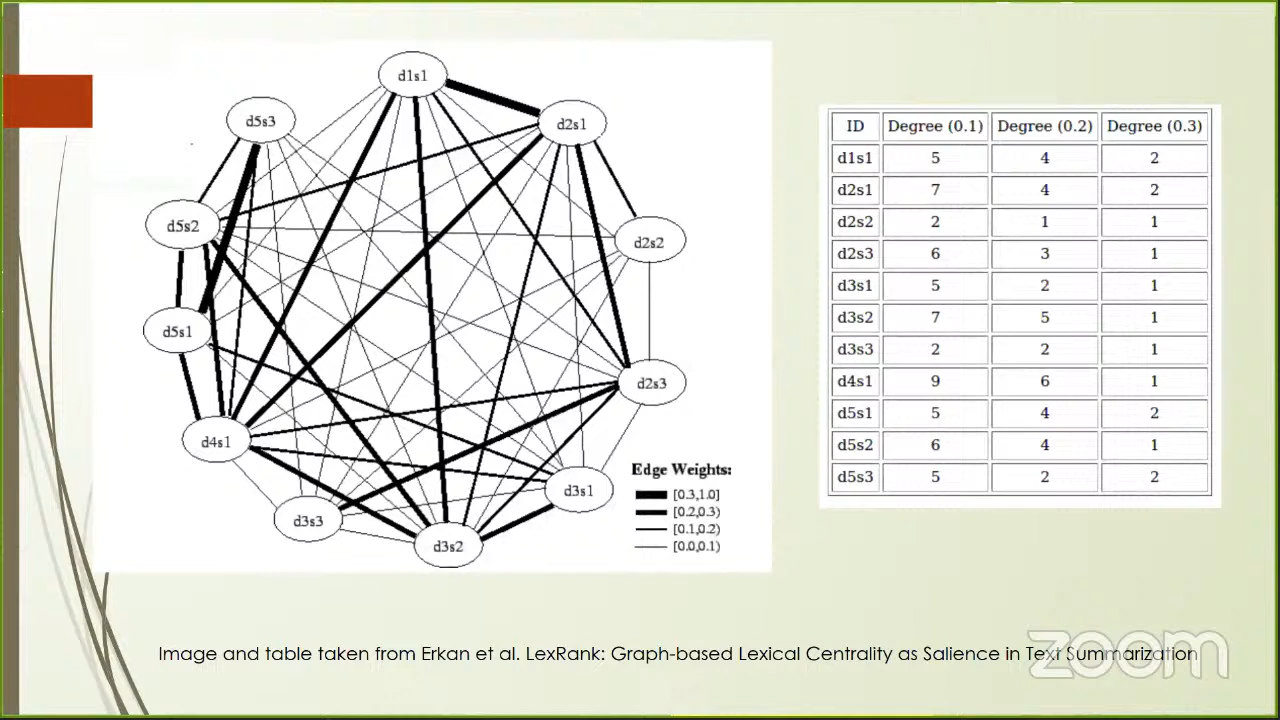 d1s1
d5s3
d2s1
d5s2
d2s2
d5s1
d2s3
d4s1
d3s1
d3s3
d3s2
Edge Weights:
[0.3,1.0]
[0.2,0.3)
[0.1,0.2)
[0.0,0.1)
ID Degree (0.1) Degree (0.2) Degree (0.3)
d1s1 5 4 2
d2s1 7 4 2
d2s2 2 1 1
d2s3 6 3 1
d3s1 5 2 1
d3s2 7 5 1
d3s3 2 2 1
d4s1 9 6 1
d5s1 5 4 2
d5s2 6 4 1
d5s3 5 2 2
Image and table taken from Erkan et al. LexRank: Graph-based Lexical Centrality as Salience in Text Summarization
zoom